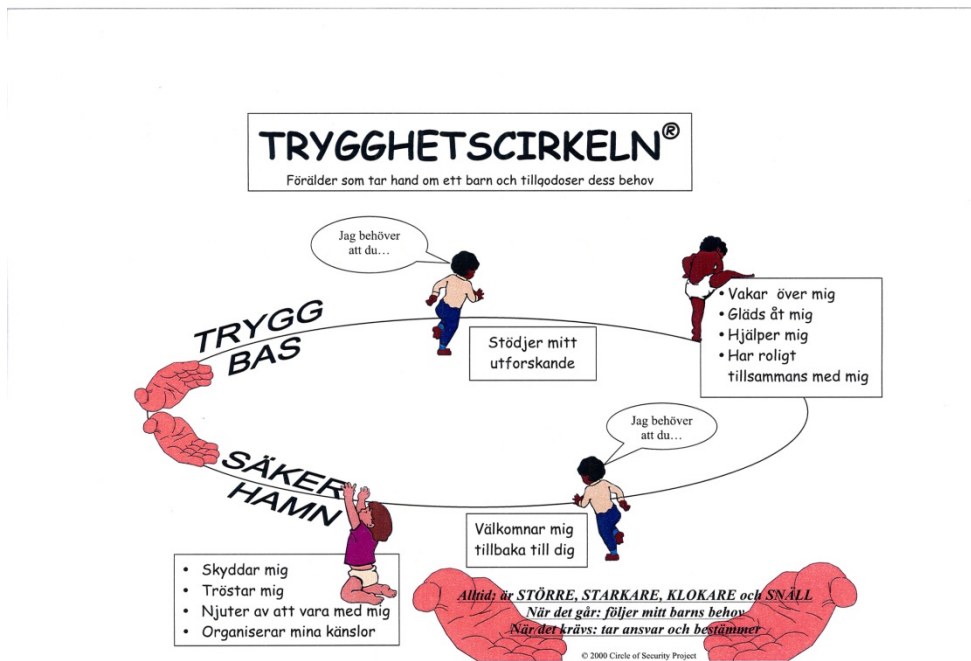 TRYGGHETSCIRKELN®
Förälder som tar hand om ett barn och tillgodoser dess behov
Jag behöver
att du...
TRYGG
BAS
Stödjer mitt
utforskande
• Vakar över mig
• Gläds åt mig
• Hjälper mig
• Har roligt
tillsammans med mig
Jag behöver
att du...
SÄKER
HAMN
Välkomnar mig
tillbaka till dig
• Skyddar mig
• Tröstar mig
• Njuter av att vara med mig
• Organiserar mina känslor
Alltid; är STÖRRE, STARKARE, KLOKARE och SNÄLL
När det går: följer mitt barns behov
När det krävs: tar ansvar och bestämmer
© 2000 Circle of Security Project